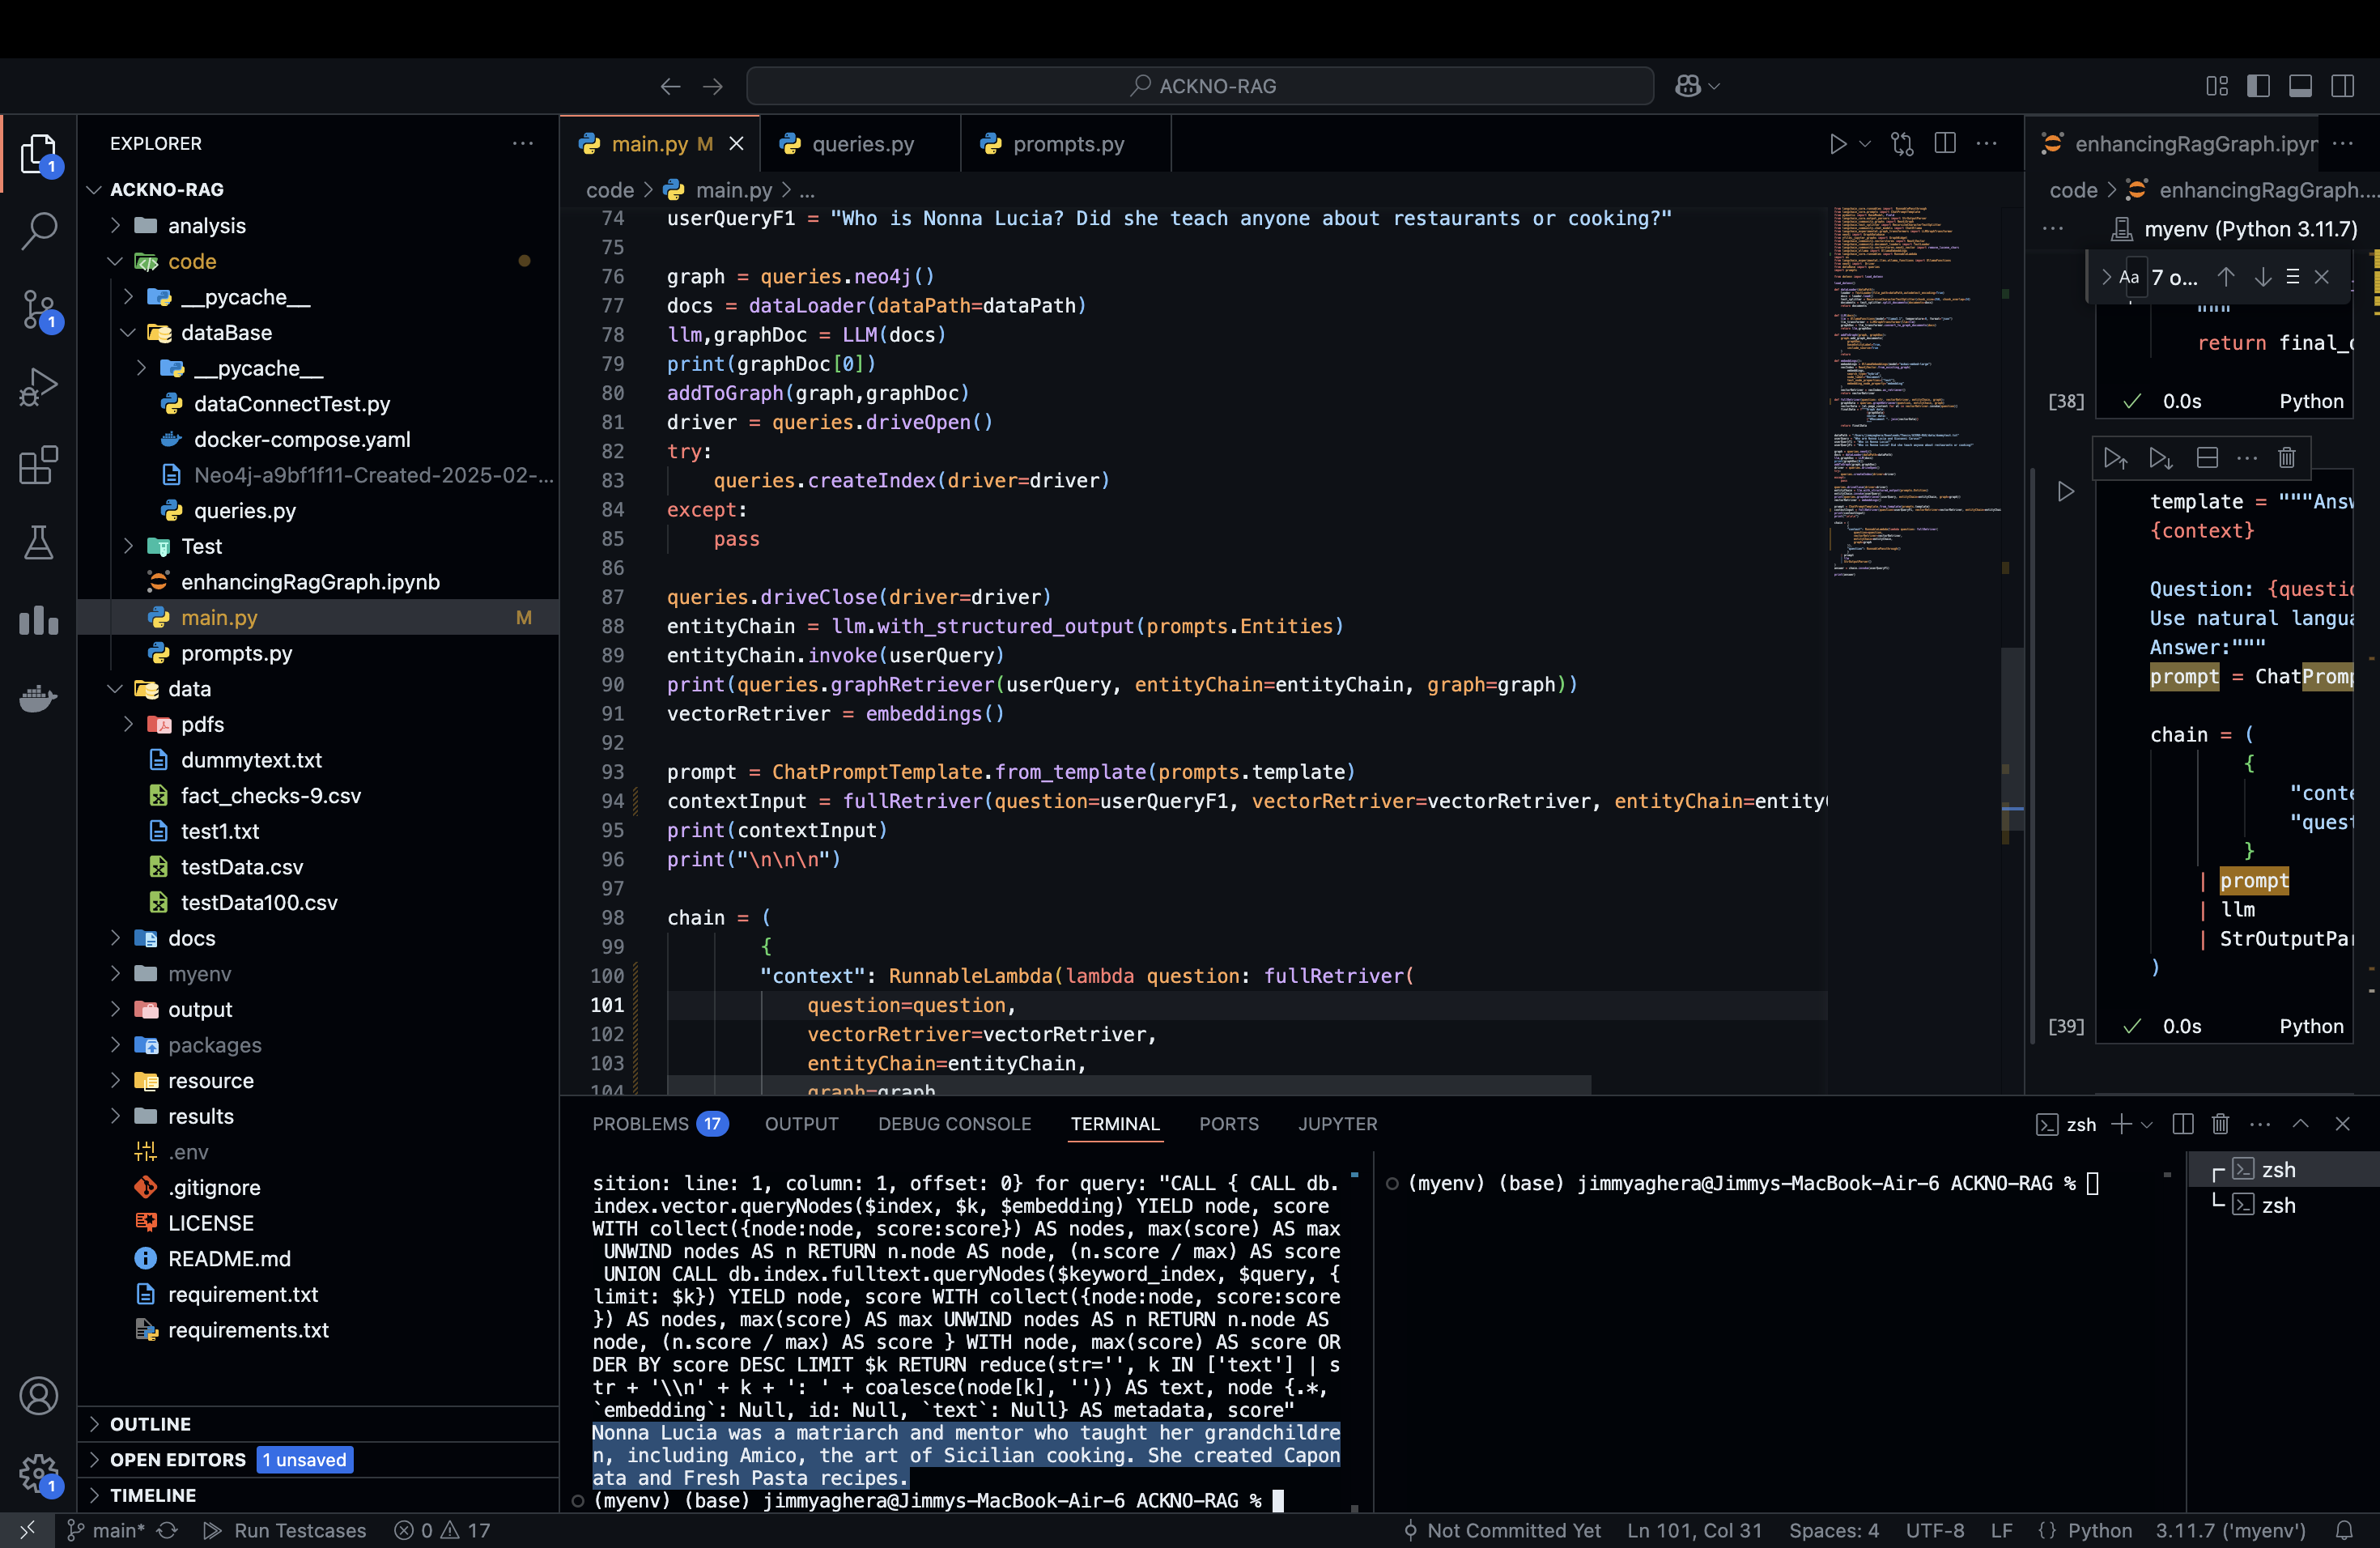 ACKNO-RAG
EXPLORER
1
ACKNO-RAG
analysis
code
__pycache__
dataBase
__pycache__
dataConnectTest.py
docker-compose.yaml
Neo4j-a9bf1f11-Created-2025-02-...
queries.py
Test
enhancingRagGraph.ipynb
main.py M
prompts.py
data
pdfs
dummytext.txt
fact_checks-9.csv
test1.txt
testData.csv
testData100.csv
docs
myenv
output
packages
resource
results
.env
.gitignore
LICENSE
README.md
requirement.txt
requirements.txt
OUTLINE
OPEN EDITORS 1 unsaved
TIMELINE
1
1
main.py M
queries.py
prompts.py
code > main.py > ...
74 userQueryF1 = "Who is Nonna Lucia? Did she teach anyone about restaurants or cooking?"
75
76 graph = queries.neo4j()
77 docs = dataLoader(dataPath=dataPath)
78 llm,graphDoc = LLM(docs)
79 print(graphDoc[0])
80 addToGraph(graph,graphDoc)
81 driver = queries.driveOpen()
82 try:
83 queries.createIndex(driver=driver)
84 except:
85 pass
86
87 queries.driveClose(driver=driver)
88 entityChain = llm.with_structured_output(prompts.Entities)
89 entityChain.invoke(userQuery)
90 print(queries.graphRetriever(userQuery, entityChain=entityChain, graph=graph))
91 vectorRetriver = embeddings()
92
93 prompt = ChatPromptTemplate.from_template(prompts.template)
94 contextInput = fullRetriver(question=userQueryF1, vectorRetriver=vectorRetriver, entityChain=entity
95 print(contextInput)
96 print("\n\n\n")
97
98 chain = (
99 {
100 "context": RunnableLambda(lambda question: fullRetriver(
101 question=question,
102 vectorRetriver=vectorRetriver,
103 entityChain=entityChain,
104 graph=graph
enhancingRagGraph.ipyn
code > enhancingRagGraph....
myenv (Python 3.11.7)
Aa 7 o...
"""
return final_
[38] 0.0s Python
template = """Ans
{context}
Question: {questi
Use natural langu
Answer:"""
prompt = ChatProm
chain = (
{
"conte
"quest
}
| prompt
| llm
| StrOutputPa
)
[39] 0.0s Python
PROBLEMS 17 OUTPUT DEBUG CONSOLE TERMINAL PORTS JUPYTER
zsh
sition: line: 1, column: 1, offset: 0} for query: "CALL { CALL db.
index.vector.queryNodes($index, $k, $embedding) YIELD node, score
WITH collect({node:node, score:score}) AS nodes, max(score) AS max
UNWIND nodes AS n RETURN n.node AS node, (n.score / max) AS score
UNION CALL db.index.fulltext.queryNodes($keyword_index, $query, {
limit: $k}) YIELD node, score WITH collect({node:node, score:score
}) AS nodes, max(score) AS max UNWIND nodes AS n RETURN n.node AS
node, (n.score / max) AS score } WITH node, max(score) AS score OR
DER BY score DESC LIMIT $k RETURN reduce(str='', k IN ['text'] | s
tr + '\\n' + k + ': ' + coalesce(node[k], '')) AS text, node {.*,
`embedding`: Null, id: Null, `text`: Null} AS metadata, score"
Nonna Lucia was a matriarch and mentor who taught her grandchildre
n, including Amico, the art of Sicilian cooking. She created Capon
ata and Fresh Pasta recipes.
(myenv) (base) jimmyaghera@Jimmys-MacBook-Air-6 ACKNO-RAG %
(myenv) (base) jimmyaghera@Jimmys-MacBook-Air-6 ACKNO-RAG %
zsh
zsh
1
main* Run Testcases 0 17
Not Committed Yet Ln 101, Col 31 Spaces: 4 UTF-8 LF {} Python 3.11.7 ('myenv')